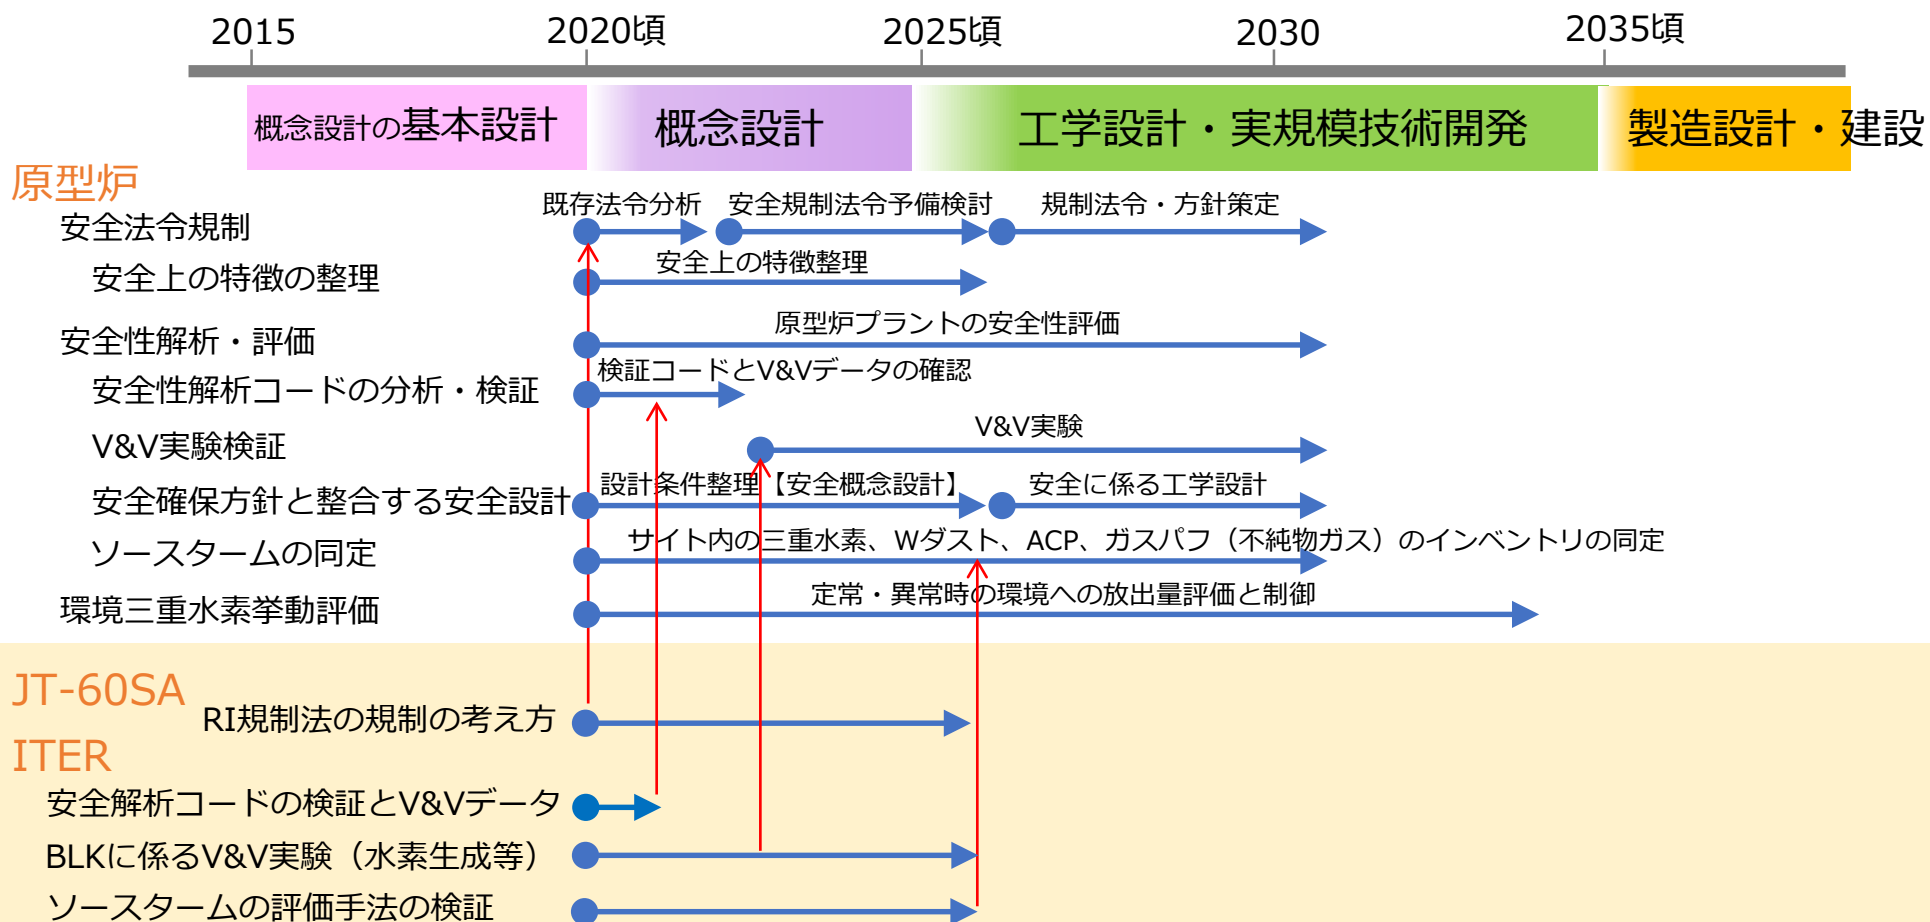 2015 2020頃 2025頃 2030 2035頃
概念設計の基本設計 概念設計 工学設計・実規模技術開発 製造設計・建設
原型炉
既存法令分析 安全規制法令予備検討 規制法令・方針策定
安全法令規制
安全上の特徴整理
安全上の特徴の整理
原型炉プラントの安全性評価
安全性解析・評価
検証コードとV&Vデータの確認
安全性解析コードの分析・検証
V&V実験
V&V実験検証
設計条件整理【安全概念設計】 安全に係る工学設計
安全確保方針と整合する安全設計
サイト内の三重水素、Wダスト、ACP、ガスパフ（不純物ガス）のインベントリの同定
ソースタームの同定
定常・異常時の環境への放出量評価と制御
環境三重水素挙動評価
JT-60SA
RI規制法の規制の考え方
ITER
安全解析コードの検証とV&Vデータ
BLKに係るV&V実験（水素生成等）
ソースタームの評価手法の検証